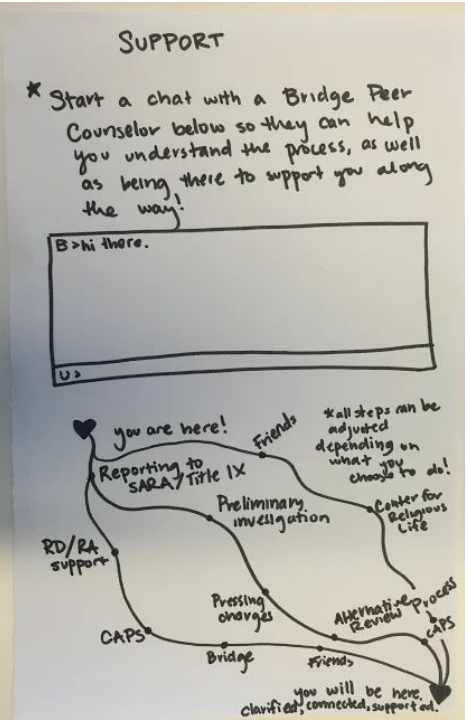 SUPPORT
* Start a chat with a Bridge Peer
Counselor below so they can help
you understand the process, as well
as being there to support you along
the way!
B > hi there.
U >
you are here!
Friends
*all steps can be
adjusted
depending on
what you
choose to do!
Reporting to
SARA/Title IX
Preliminary
investigation
Center for
Religious
Life
RD/RA
support
Pressing
charges
Alternative
Review Process
CAPS
CAPS
Bridge
Friends
you will be here.
clarified, connected, supported.